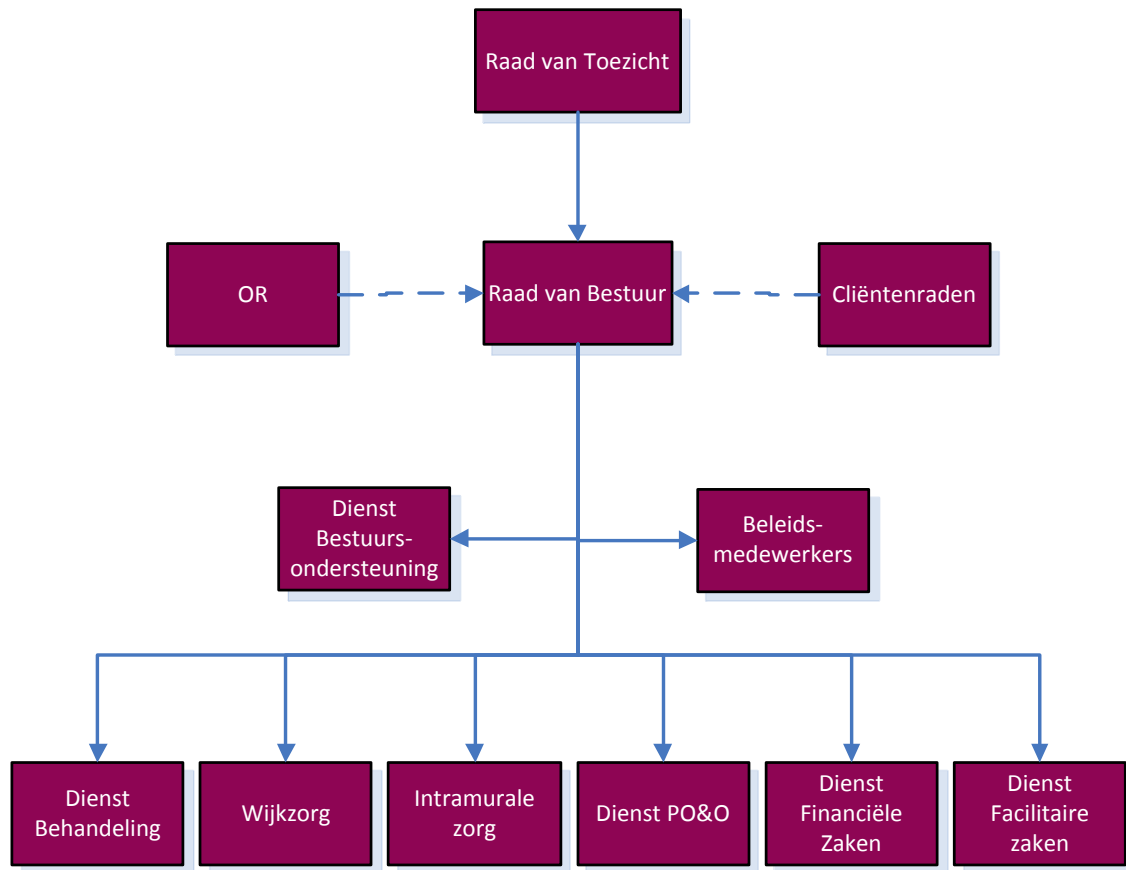 Raad van Toezicht
OR
Raad van Bestuur
Cliëntenraden
Dienst
Bestuurs-
ondersteuning
Beleids-
medewerkers
Dienst
Behandeling
Wijkzorg
Intramurale
zorg
Dienst PO&O
Dienst
Financiële
Zaken
Dienst
Facilitaire
zaken